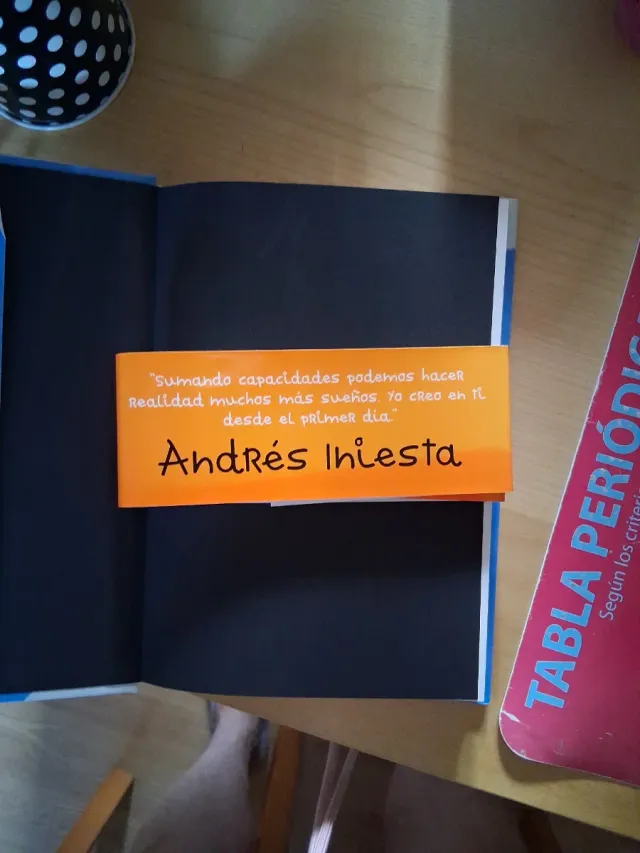 "Sumando capacidades podemos hacer
realidad muchos más sueños. Yo creo en ti
desde el primer día."
Andrés Iniesta
TABLA PERIÓDIC
Según los criteri